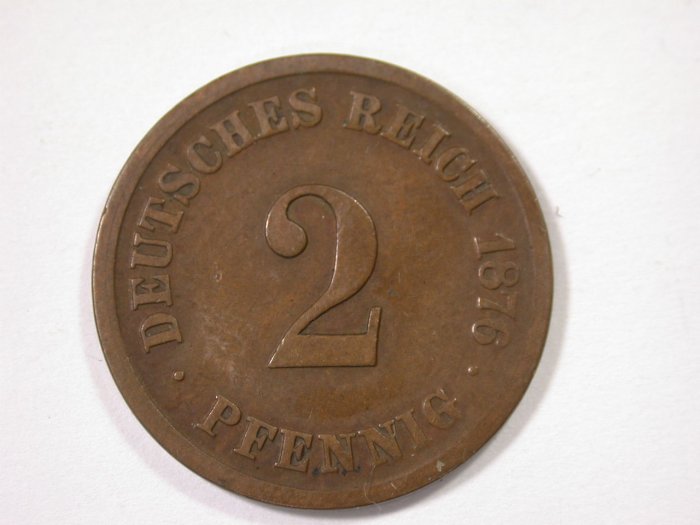 DEUTSCHES REICH 1876
2
· PFENNIG ·